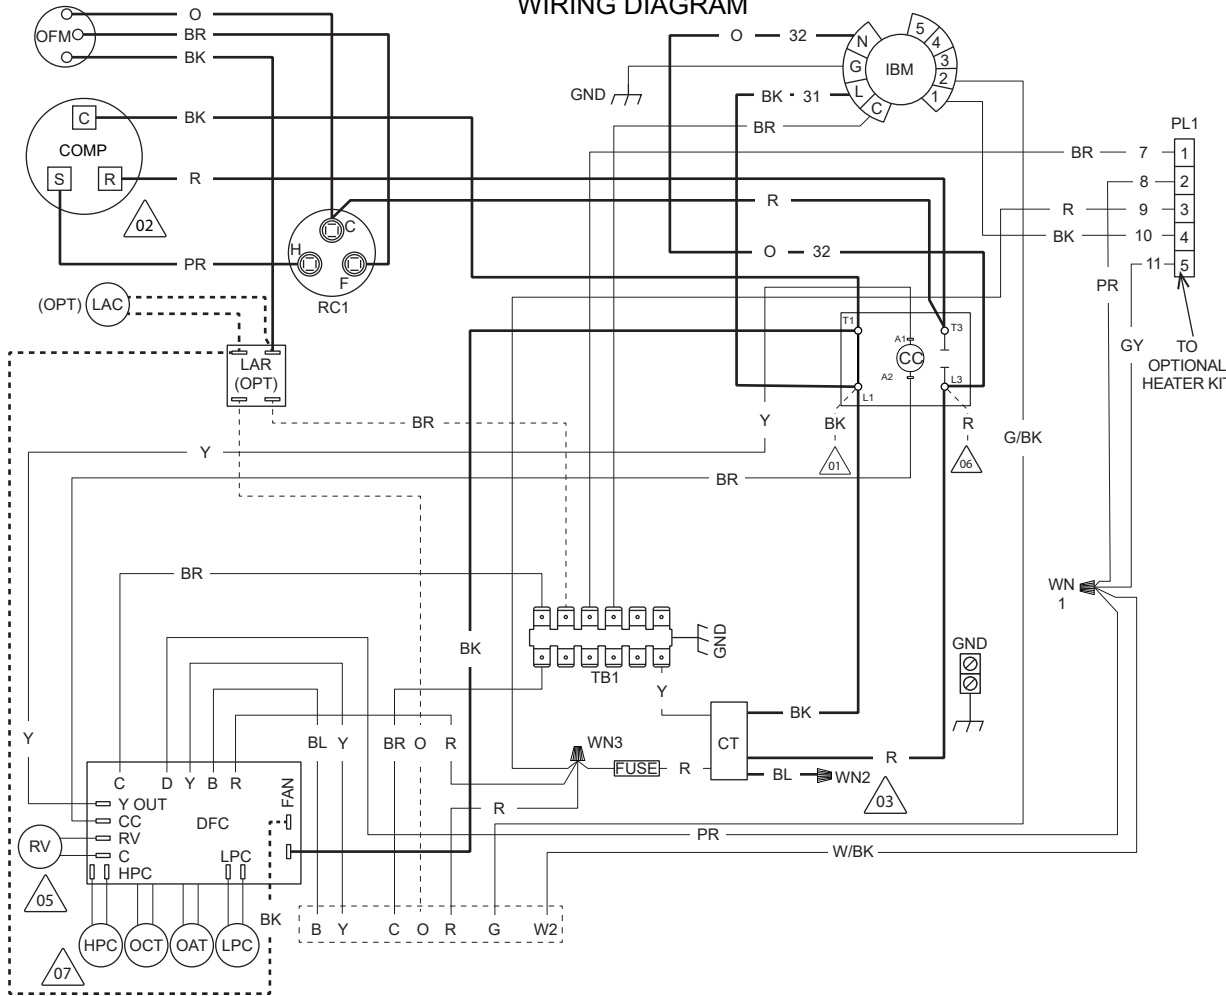 WIRING DIAGRAM
O
OFM
BR
BK
O 32
N
G
L
C
IBM
5
4
3
2
1
GND
BK 31
BR
PL1
C
BK
COMP
S
R
R
02
BR 7 1
8 2
R 9 3
BK 10 4
11 5
R
C
H
F
RC1
PR
O 32
(OPT) LAC
PR
T1
T3
A1
CC
A2
L1
L3
GY
TO
OPTIONAL
HEATER KIT
LAR
(OPT)
BR
Y
BK
R
G/BK
01
06
Y
BR
BR
WN
1
GND
TB1
BK
GND
Y
BK
CT
Y
BL Y BR O R
WN3
FUSE R
R
BL WN2
03
C D Y B R
FAN
Y OUT
CC
DFC
RV
C
HPC
LPC
RV
05
R
PR
W/BK
BK
HPC OCT OAT LPC
07
B Y C O R G W2